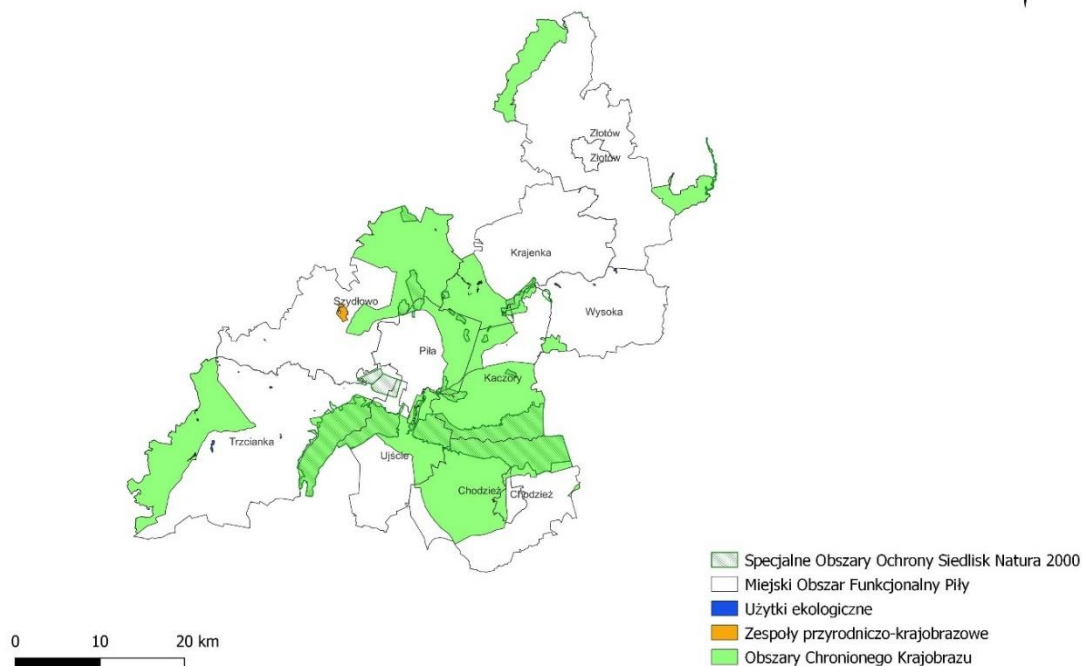 Złotów
Złotów
Krajenka
Szydłowo
Wysoka
Piła
Kaczory
Trzcianka
Ujście
Chodzież
Chodzież
Specjalne Obszary Ochrony Siedlisk Natura 2000
Miejski Obszar Funkcjonalny Piły
Użytki ekologiczne
Zespoły przyrodniczo-krajobrazowe
Obszary Chronionego Krajobrazu
0 10 20 km